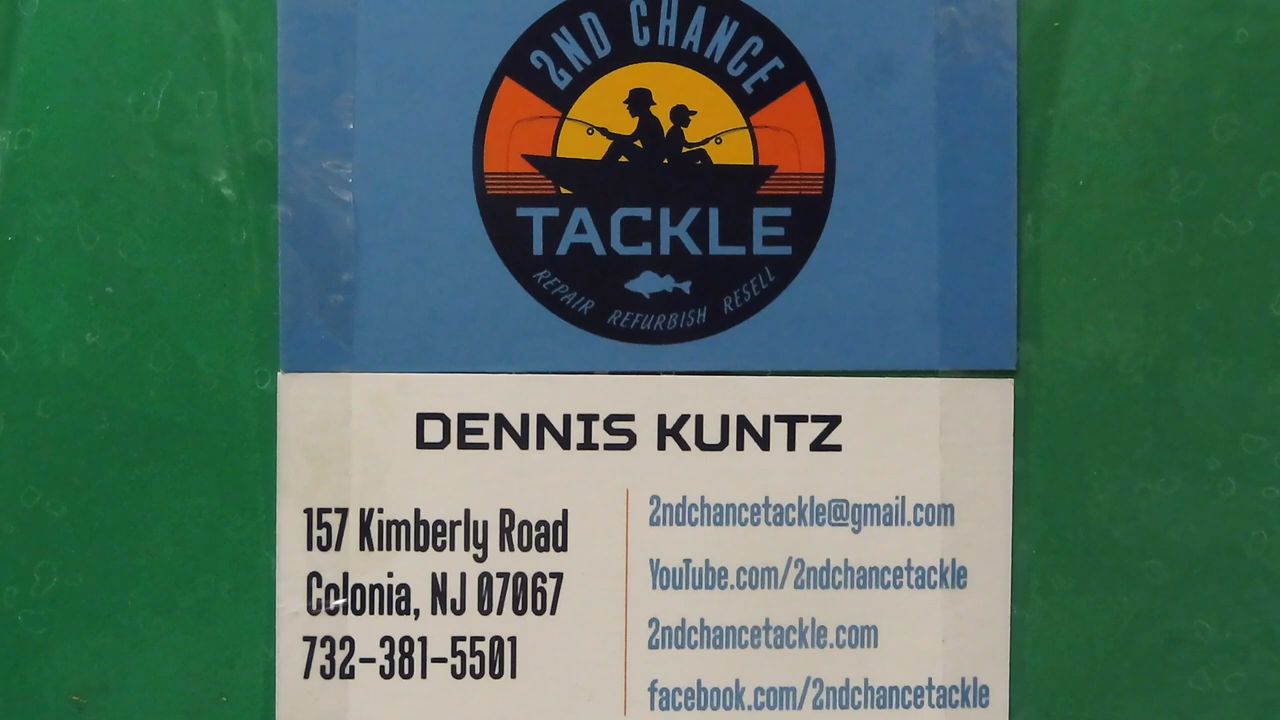 2ND CHANCE
TACKLE
REPAIR REFURBISH RESELL
DENNIS KUNTZ
157 Kimberly Road
Colonia, NJ 07067
732-381-5501
2ndchancetackle@gmail.com
YouTube.com/2ndchancetackle
2ndchancetackle.com
facebook.com/2ndchancetackle